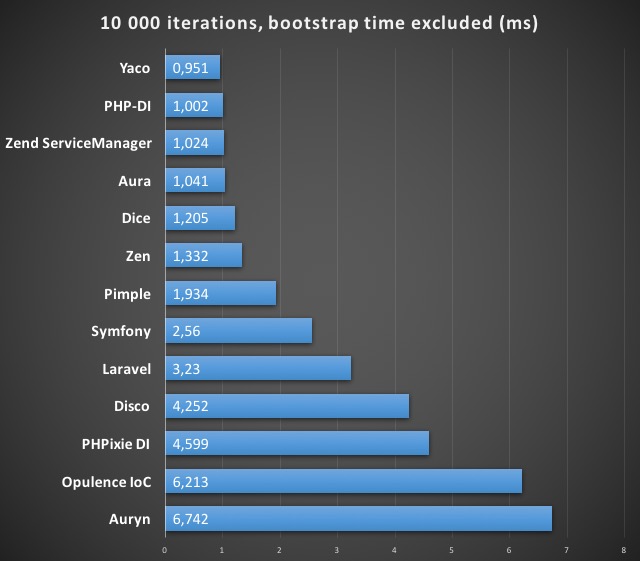 10 000 iterations, bootstrap time excluded (ms)
Yaco 0,951
PHP-DI 1,002
Zend ServiceManager 1,024
Aura 1,041
Dice 1,205
Zen 1,332
Pimple 1,934
Symfony 2,56
Laravel 3,23
Disco 4,252
PHPixie DI 4,599
Opulence IoC 6,213
Auryn 6,742
0 1 2 3 4 5 6 7 8